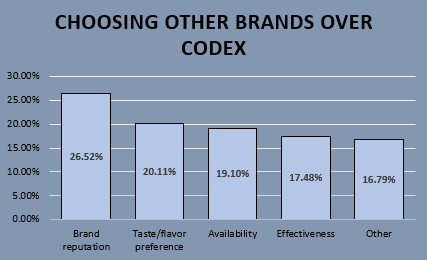 CHOOSING OTHER BRANDS OVER
CODEX
30.00%
25.00%
20.00%
15.00%
10.00%
5.00%
0.00%
26.52%
20.11%
19.10%
17.48%
16.79%
Brand
reputation
Taste/flavor
preference
Availability
Effectiveness
Other